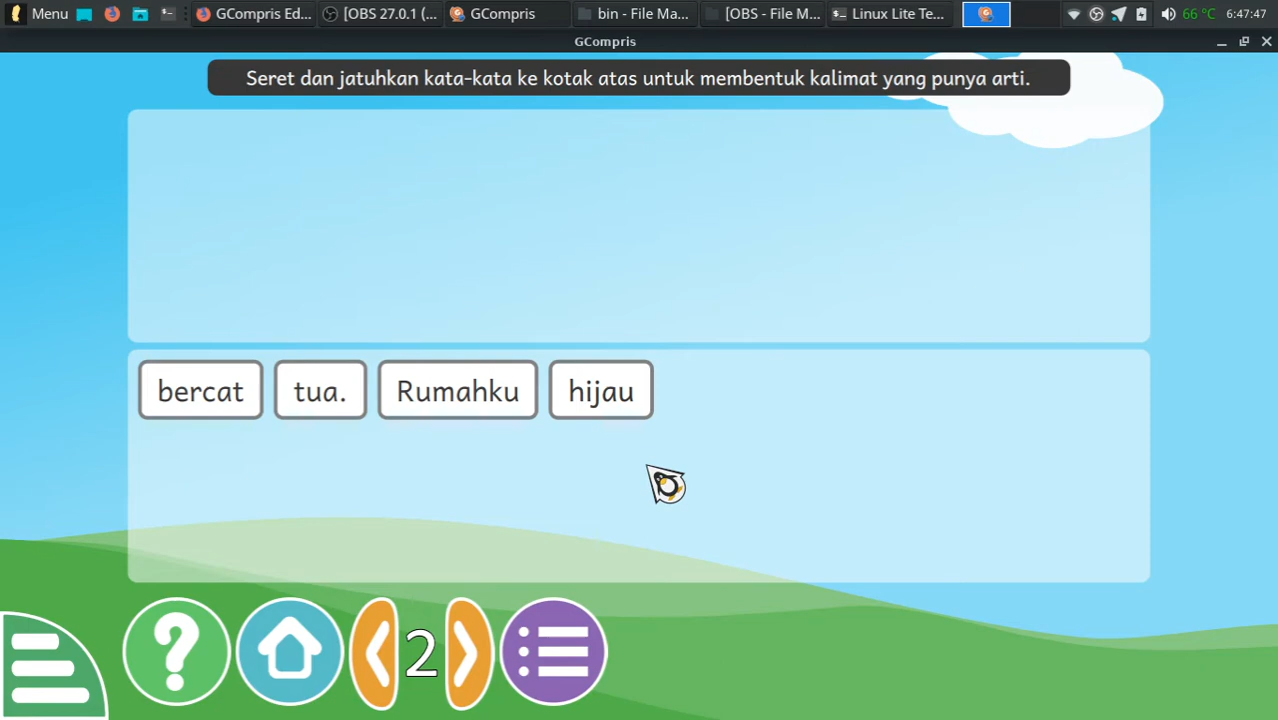 Menu
GCompris Ed...
[OBS 27.0.1 (...
GCompris
bin - File Ma...
[OBS - File M...
Linux Lite Te...
66 °C
6:47:47
GCompris
Seret dan jatuhkan kata-kata ke kotak atas untuk membentuk kalimat yang punya arti.
bercat
tua.
Rumahku
hijau
?
2